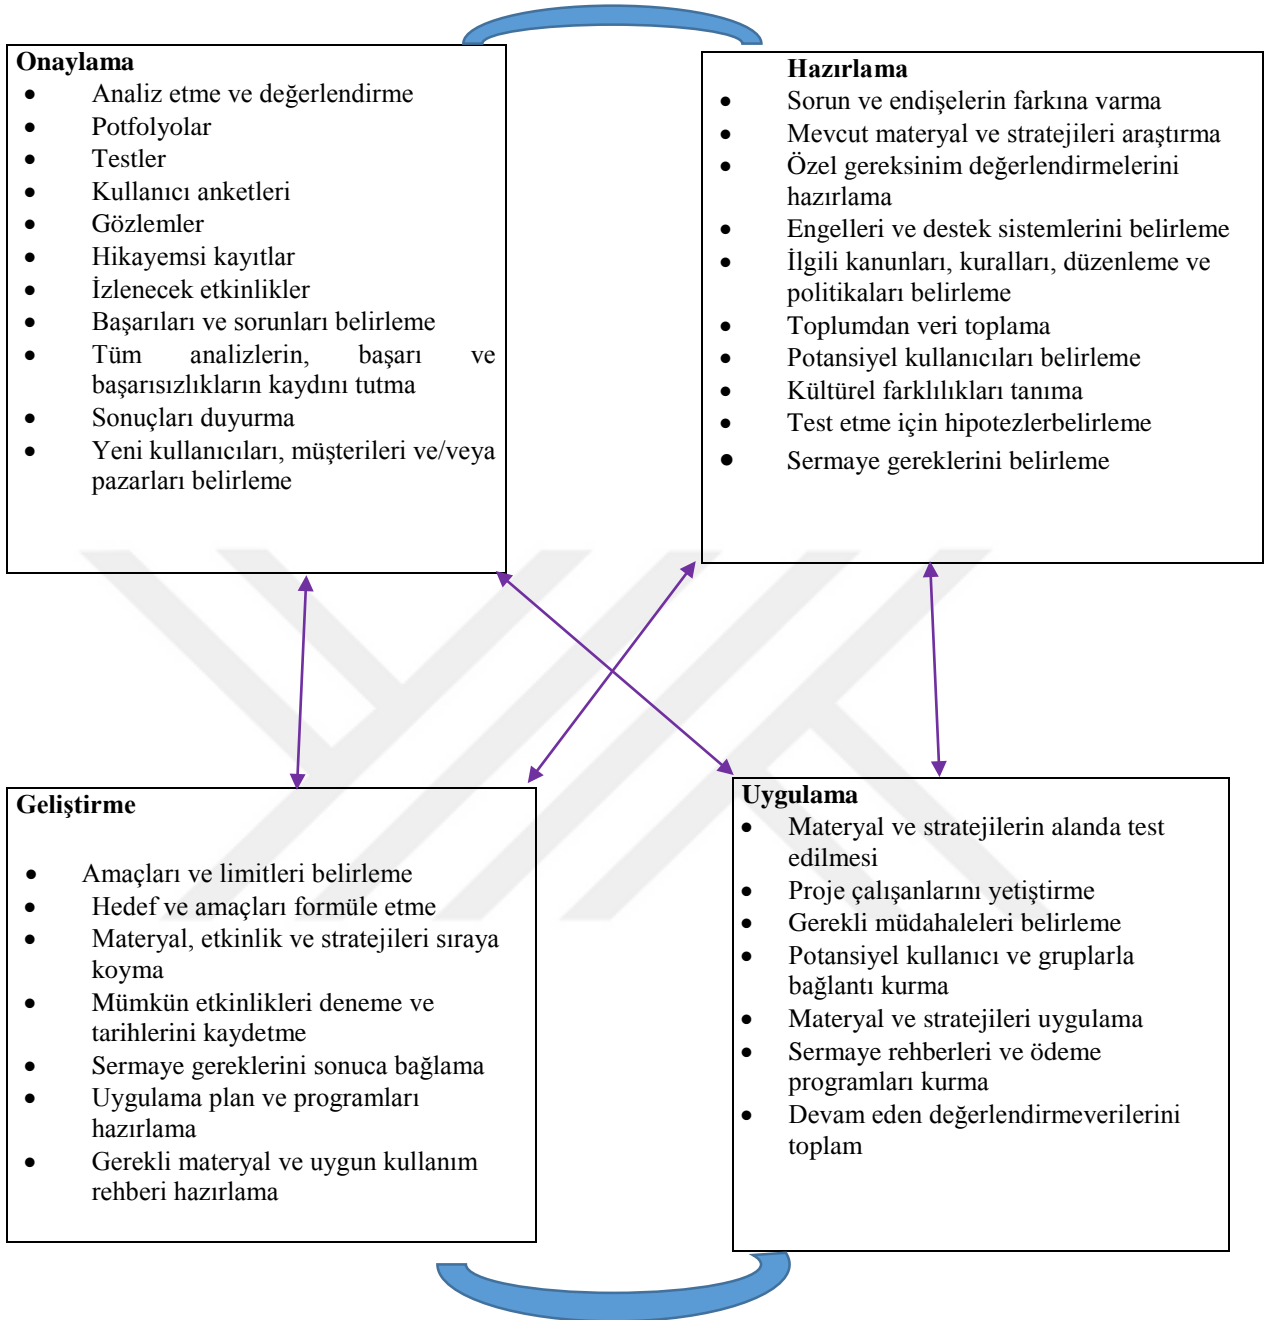 Onaylama
• Analiz etme ve değerlendirme
• Potfolyolar
• Testler
• Kullanıcı anketleri
• Gözlemler
• Hikayemsi kayıtlar
• İzlenecek etkinlikler
• Başarıları ve sorunları belirleme
• Tüm analizlerin, başarı ve
başarısızlıkların kaydını tutma
• Sonuçları duyurma
• Yeni kullanıcıları, müşterileri ve/veya
pazarları belirleme
Hazırlama
• Sorun ve endişelerin farkına varma
• Mevcut materyal ve stratejileri araştırma
• Özel gereksinim değerlendirmelerini
hazırlama
• Engelleri ve destek sistemlerini belirleme
• İlgili kanunları, kuralları, düzenleme ve
politikaları belirleme
• Toplumdan veri toplama
• Potansiyel kullanıcıları belirleme
• Kültürel farklılıkları tanıma
• Test etme için hipotezlerbelirleme
• Sermaye gereklerini belirleme
Geliştirme
• Amaçları ve limitleri belirleme
• Hedef ve amaçları formüle etme
• Materyal, etkinlik ve stratejileri sıraya
koyma
• Mümkün etkinlikleri deneme ve
tarihlerini kaydetme
• Sermaye gereklerini sonuca bağlama
• Uygulama plan ve programları
hazırlama
• Gerekli materyal ve uygun kullanım
rehberi hazırlama
Uygulama
• Materyal ve stratejilerin alanda test
edilmesi
• Proje çalışanlarını yetiştirme
• Gerekli müdahaleleri belirleme
• Potansiyel kullanıcı ve gruplarla
bağlantı kurma
• Materyal ve stratejileri uygulama
• Sermaye rehberleri ve ödeme
programları kurma
• Devam eden değerlendirmeverilerini
toplam